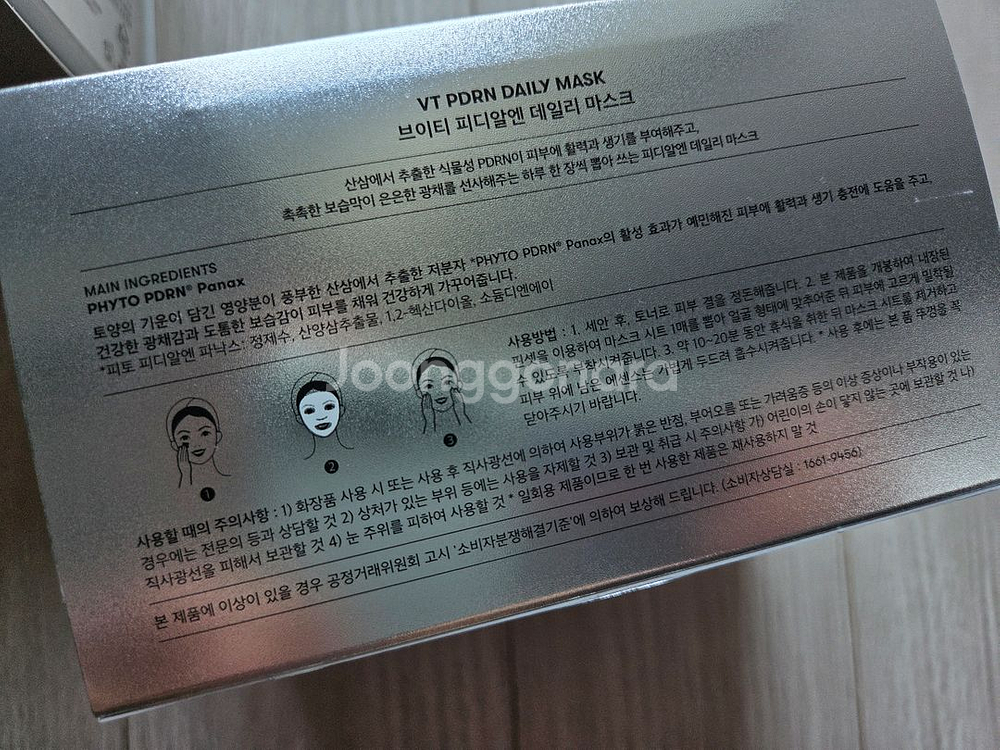 VT PDRN DAILY MASK
브이티 피디알엔 데일리 마스크
산삼에서 추출한 식물성 PDRN이 피부에 활력과 생기를 부여해주고,
촉촉한 보습막이 은은한 광채를 선사해주는 하루 한 장씩 뽑아 쓰는 피디알엔 데일리 마스크
MAIN INGREDIENTS
PHYTO PDRN® Panax
토양의 기운이 담긴 영양분이 풍부한 산삼에서 추출한 저분자 *PHYTO PDRN® Panax의 활성 효과가 예민해진 피부에 활력과 생기 충전에 도움을 주고,
건강한 광채감과 도톰한 보습감이 피부를 채워 건강하게 가꾸어줍니다.
*피토 피디알엔 파낙스: 정제수, 산양삼추출물, 1,2-헥산다이올, 소듐디엔에이
사용방법 : 1. 세안 후, 토너로 피부 결을 정돈해줍니다. 2. 본 제품을 개봉하여 내장된
핀셋을 이용하여 마스크 시트 1매를 뽑아 얼굴 형태에 맞추어준 뒤 피부에 고르게 밀착될
수 있도록 부착시켜줍니다. 3. 약 10~20분 동안 휴식을 취한 뒤 마스크 시트를 제거하고
피부 위에 남은 에센스는 가볍게 두드려 흡수시켜줍니다. * 사용 후에는 본 품 뚜껑을 꼭
닫아주시기 바랍니다.
1
2
3
사용할 때의 주의사항 : 1) 화장품 사용 시 또는 사용 후 직사광선에 의하여 사용부위가 붉은 반점, 부어오름 또는 가려움증 등의 이상 증상이나 부작용이 있는
경우에는 전문의 등과 상담할 것 2) 상처가 있는 부위 등에는 사용을 자제할 것 3) 보관 및 취급 시 주의사항 가) 어린이의 손이 닿지 않는 곳에 보관할 것 나)
직사광선을 피해서 보관할 것 4) 눈 주위를 피하여 사용할 것 * 일회용 제품이므로 한 번 사용한 제품은 재사용하지 말 것
본 제품에 이상이 있을 경우 공정거래위원회 고시 '소비자분쟁해결기준'에 의하여 보상해 드립니다. (소비자상담실 : 1661-9456)
Joonggonara